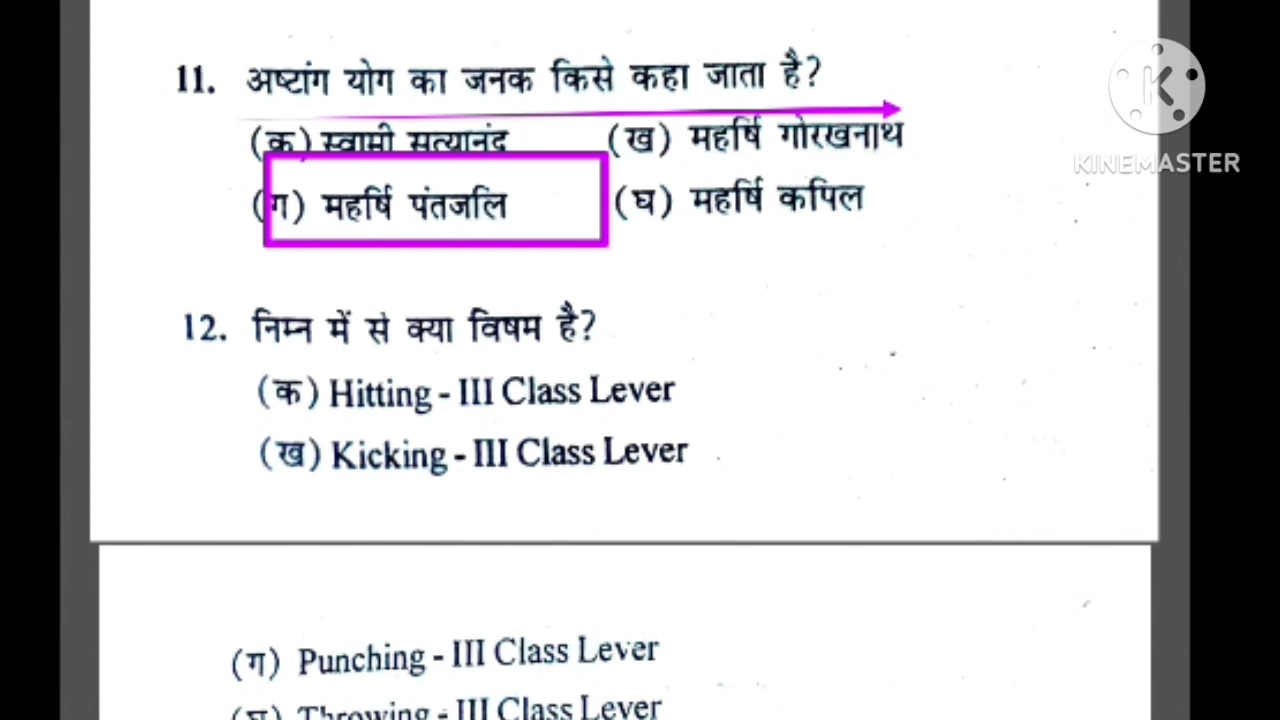 11. अष्टांग योग का जनक किसे कहा जाता है?
(क) स्वामी सत्यानंद (ख) महर्षि गोरखनाथ
(ग) महर्षि पंतजलि (घ) महर्षि कपिल
KINEMASTER
12. निम्न में से क्या विषम है?
(क) Hitting - III Class Lever
(ख) Kicking - III Class Lever
(ग) Punching - III Class Lever
(घ) Throwing - III Class Lever